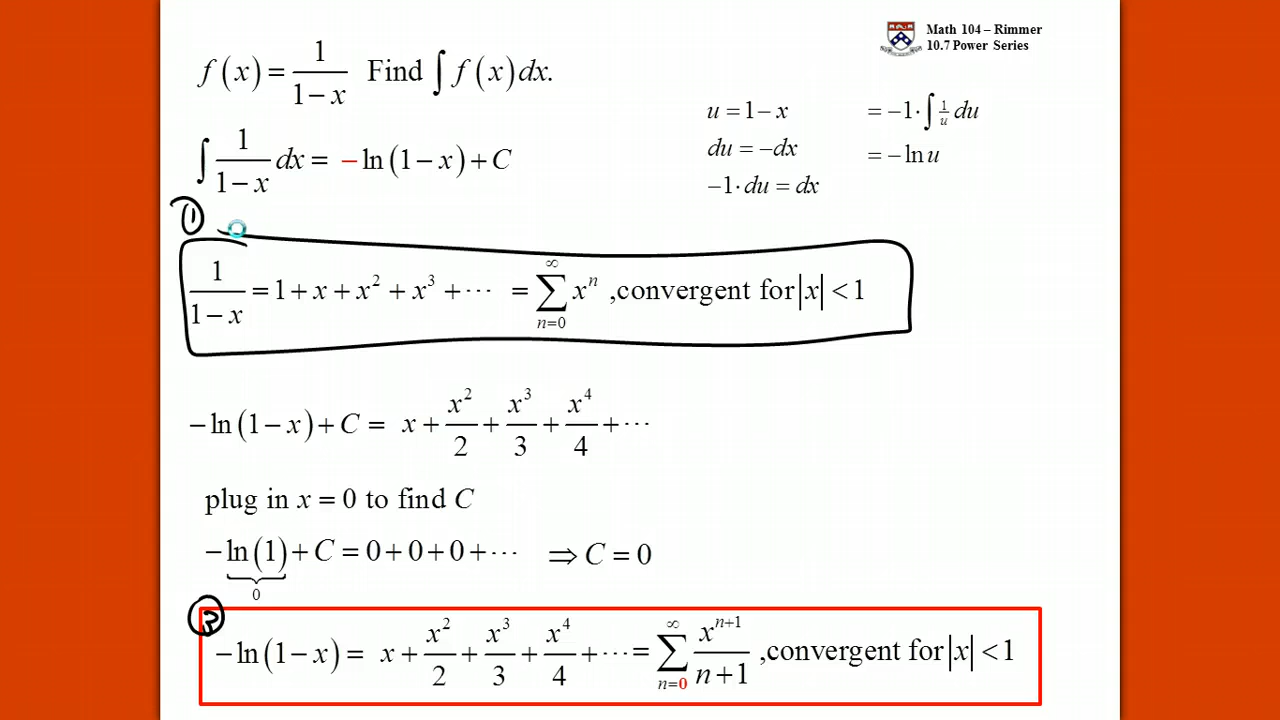 Math 104 – Rimmer
10.7 Power Series
f(x) = 1/(1−x) Find ∫ f(x)dx.
∫ 1/(1−x) dx = −ln(1−x) + C
u = 1−x
du = −dx
−1·du = dx
= −1·∫ 1/u du
= −ln u
①
1/(1−x) = 1 + x + x² + x³ + ⋯ = ∑_{n=0}^{∞} xⁿ ,convergent for |x| < 1
−ln(1−x) + C = x + x²/2 + x³/3 + x⁴/4 + ⋯
plug in x = 0 to find C
−ln(1) + C = 0 + 0 + 0 + ⋯ ⇒ C = 0
0
−ln(1−x) = x + x²/2 + x³/3 + x⁴/4 + ⋯ = ∑_{n=0}^{∞} xⁿ⁺¹/(n+1) ,convergent for |x| < 1